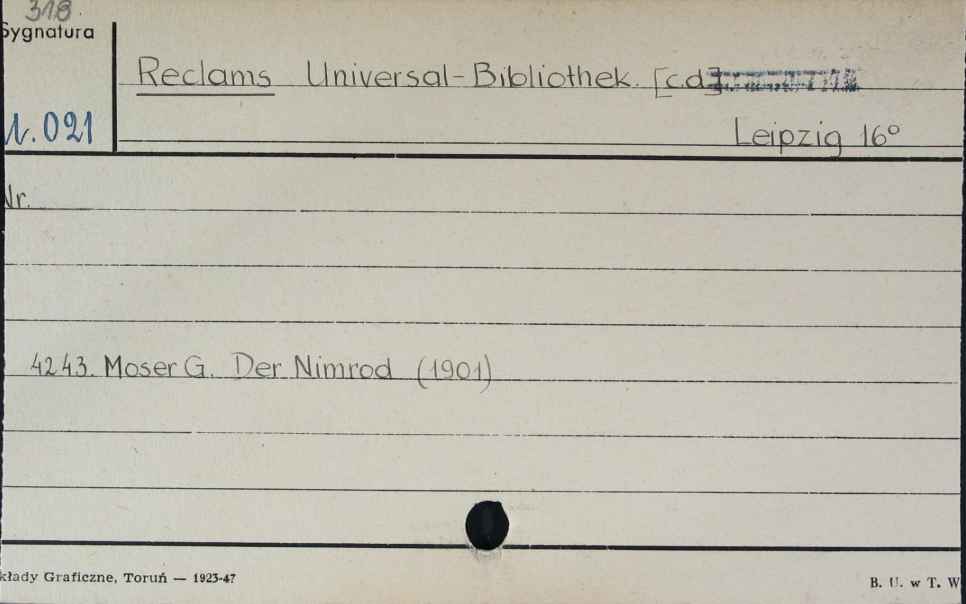 318.
Sygnatura
Reclams Universal-Bibliothek. [c.d.]
1.021
Leipzig 16°
Nr.
4243. Moser G. Der Nimrod (1901)
kłady Graficzne, Toruń — 1923-47
B. U. w T. W